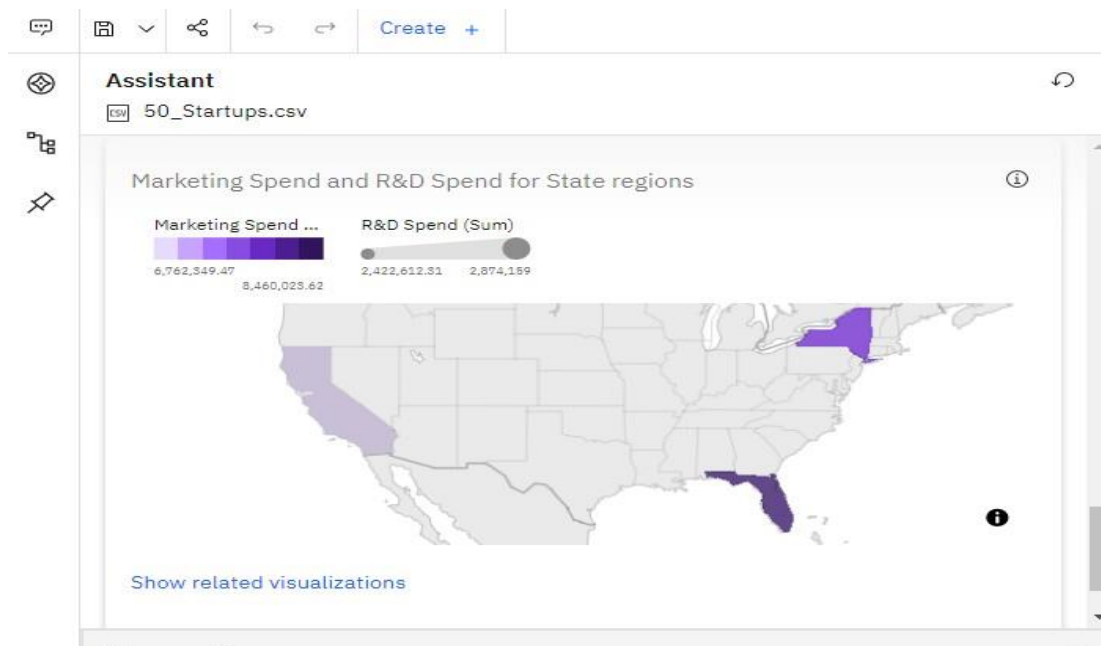 Create +
Assistant
CSV 50_Startups.csv
Marketing Spend and R&D Spend for State regions
Marketing Spend ... R&D Spend (Sum)
6,762,349.47 2,422,612.31 2,874,159
8,460,023.62
Show related visualizations